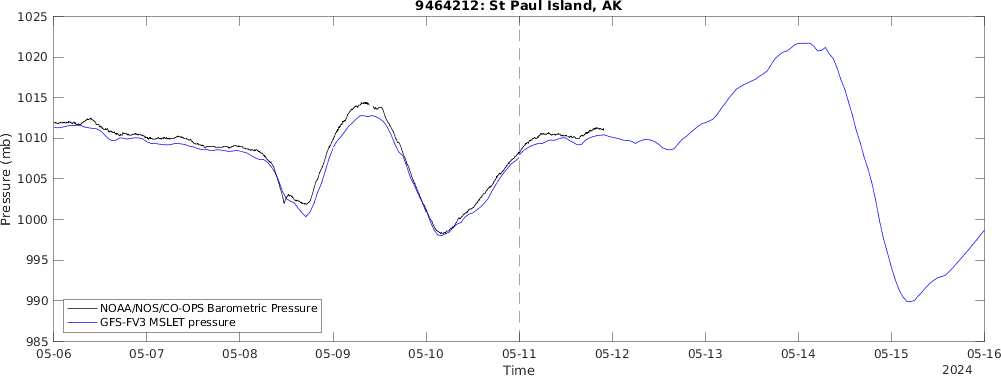 9464212: St Paul Island, AK
1025
1020
1015
1010
1005
1000
995
990
985
Pressure (mb)
NOAA/NOS/CO-OPS Barometric Pressure
GFS-FV3 MSLET pressure
05-06 05-07 05-08 05-09 05-10 05-11 05-12 05-13 05-14 05-15 05-16
Time
2024